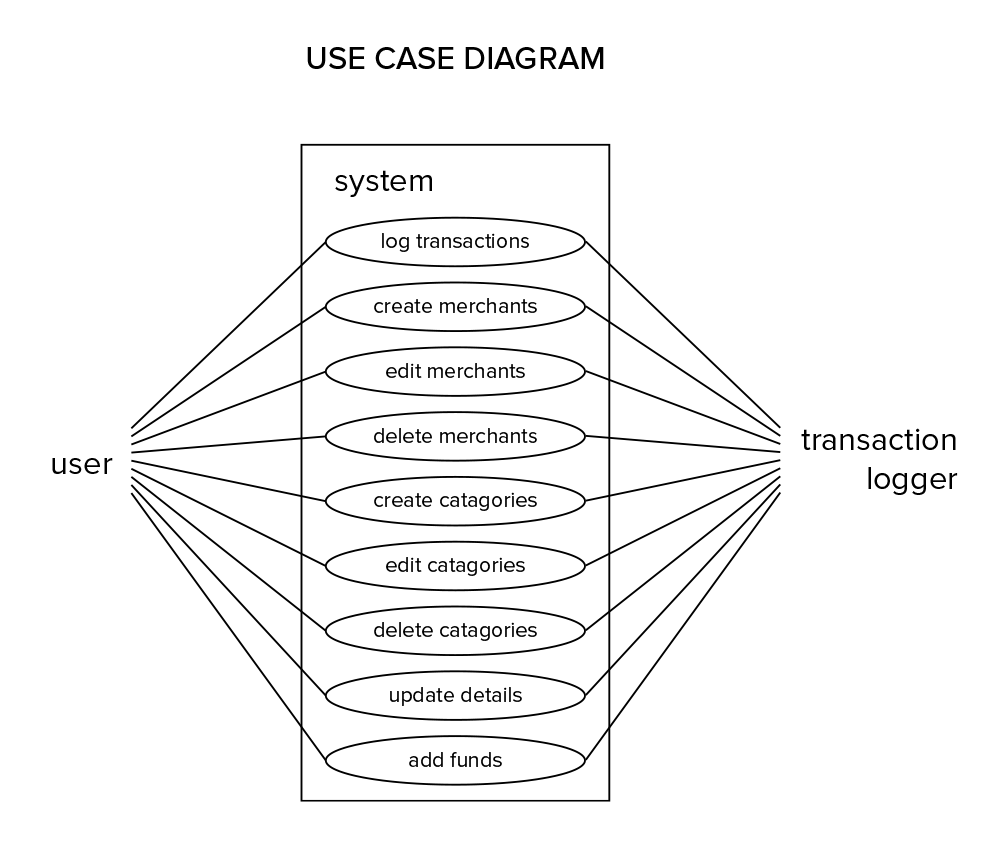 USE CASE DIAGRAM
system
log transactions
create merchants
edit merchants
delete merchants
create catagories
edit catagories
delete catagories
update details
add funds
user
transaction
logger